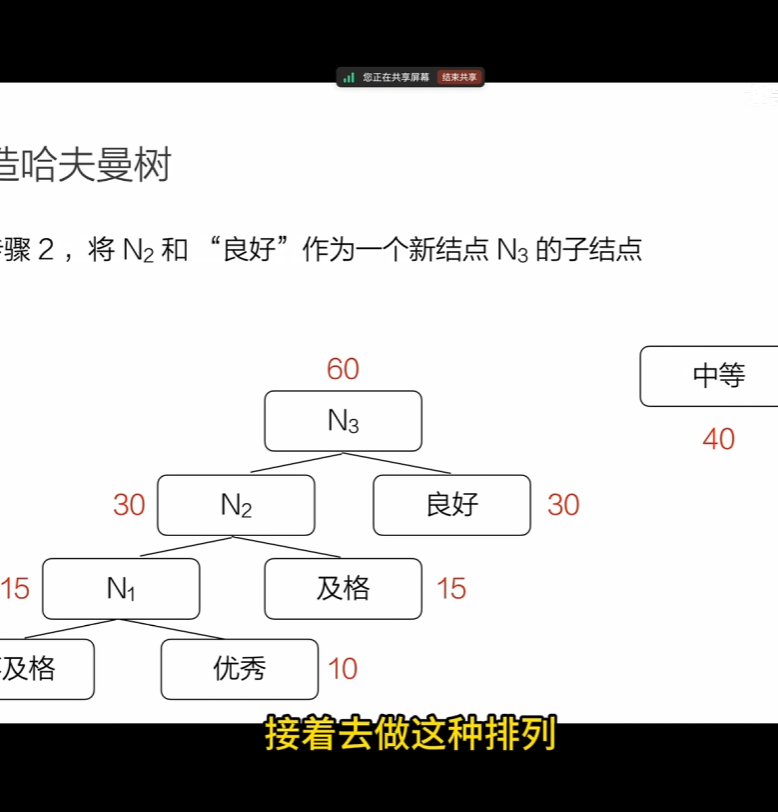 您正在共享屏幕 结束共享
造哈夫曼树
骤 2 ，将 N₂ 和 “良好” 作为一个新结点 N₃ 的子结点
60
N₃
中等
40
30
N₂
良好
30
15
N₁
及格
15
及格
优秀
10
接着去做这种排列